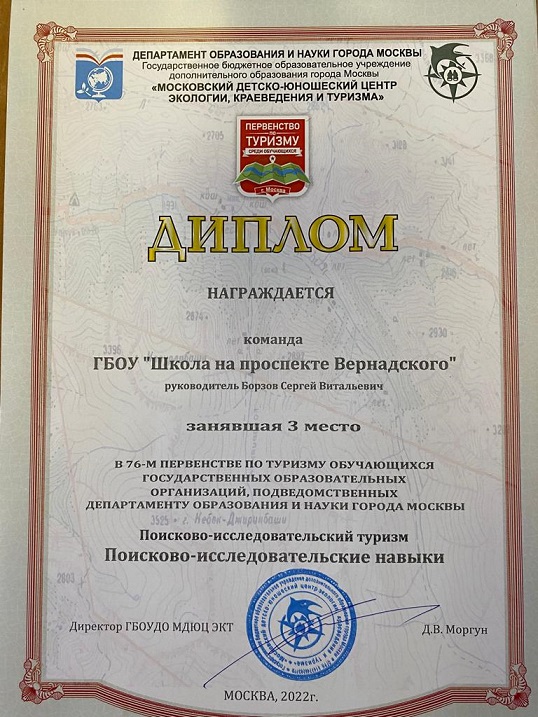 ДЕПАРТАМЕНТ ОБРАЗОВАНИЯ И НАУКИ ГОРОДА МОСКВЫ
Государственное бюджетное образовательное учреждение
дополнительного образования города Москвы
«МОСКОВСКИЙ ДЕТСКО-ЮНОШЕСКИЙ ЦЕНТР
ЭКОЛОГИИ, КРАЕВЕДЕНИЯ И ТУРИЗМА»
ПЕРВЕНСТВО
ПО
ТУРИЗМУ
СРЕДИ ОБУЧАЮЩИХСЯ
г. Москва
ДИПЛОМ
НАГРАЖДАЕТСЯ
команда
ГБОУ "Школа на проспекте Вернадского"
руководитель Борзов Сергей Витальевич
занявшая 3 место
В 76-М ПЕРВЕНСТВЕ ПО ТУРИЗМУ ОБУЧАЮЩИХСЯ
ГОСУДАРСТВЕННЫХ ОБРАЗОВАТЕЛЬНЫХ
ОРГАНИЗАЦИЙ, ПОДВЕДОМСТВЕННЫХ
ДЕПАРТАМЕНТУ ОБРАЗОВАНИЯ И НАУКИ ГОРОДА МОСКВЫ
Поисково-исследовательский туризм
Поисково-исследовательские навыки
Директор ГБОУДО МДЮЦ ЭКТ
Д.В. Моргун
МОСКВА, 2022г.